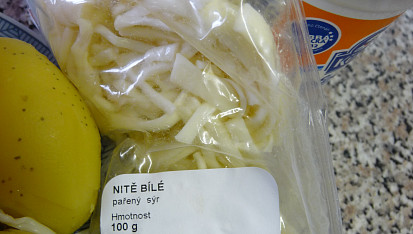 NITĚ BÍLÉ
pařený sýr
Hmotnost
100 g